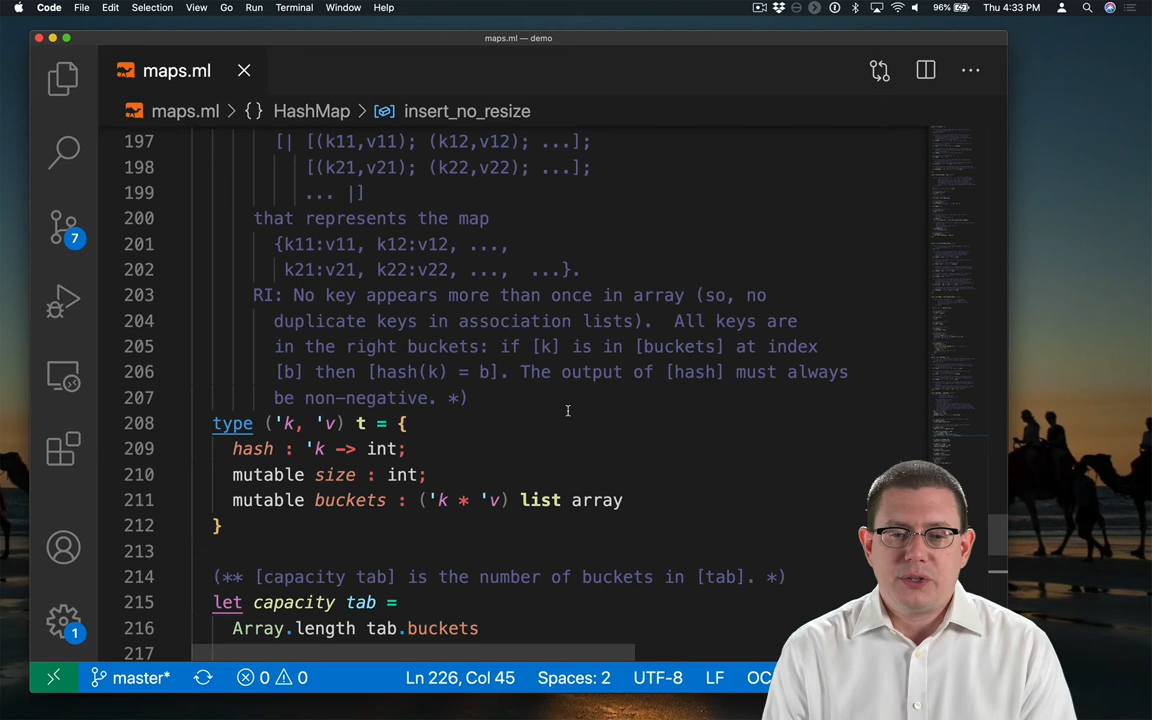 Code File Edit Selection View Go Run Terminal Window Help 96% Thu 4:33 PM
maps.ml — demo
maps.ml
maps.ml > {} HashMap > insert_no_resize
197 [| [(k11,v11); (k12,v12); ...];
198 [(k21,v21); (k22,v22); ...];
199 ... |]
200 that represents the map
201 {k11:v11, k12:v12, ...,
202 k21:v21, k22:v22, ..., ...}.
203 RI: No key appears more than once in array (so, no
204 duplicate keys in association lists). All keys are
205 in the right buckets: if [k] is in [buckets] at index
206 [b] then [hash(k) = b]. The output of [hash] must always
207 be non-negative. *)
208 type ('k, 'v) t = {
209 hash : 'k -> int;
210 mutable size : int;
211 mutable buckets : ('k * 'v) list array
212 }
213
214 (** [capacity tab] is the number of buckets in [tab]. *)
215 let capacity tab =
216 Array.length tab.buckets
217
7
1
master* 0 0 Ln 226, Col 45 Spaces: 2 UTF-8 LF OC